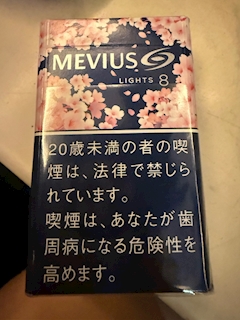 MEVIUS
LIGHTS 8
20歳未満の者の喫
煙は、法律で禁じら
れています。
喫煙は、あなたが歯
周病になる危険性を
高めます。